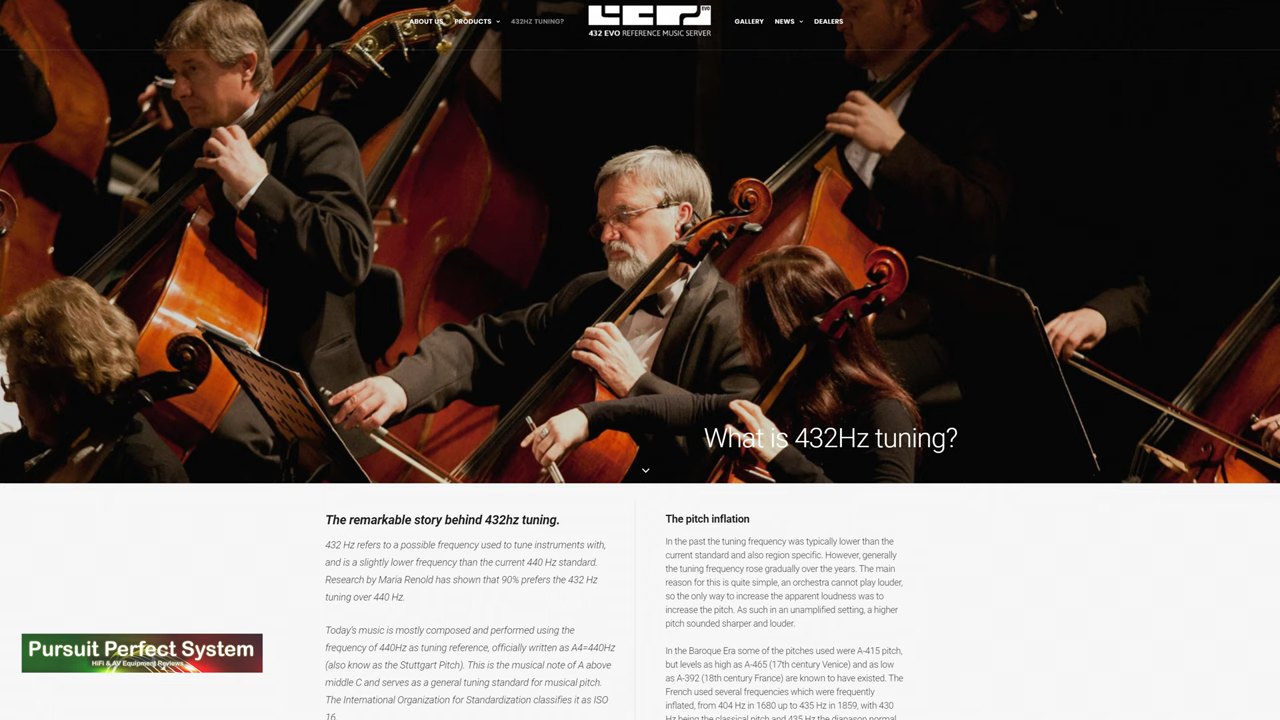 ABOUT US PRODUCTS 432HZ TUNING? GALLERY NEWS DEALERS
EVO
432 EVO REFERENCE MUSIC SERVER
What is 432Hz tuning?
The remarkable story behind 432hz tuning.
432 Hz refers to a possible frequency used to tune instruments with,
and is a slightly lower frequency than the current 440 Hz standard.
Research by Maria Renold has shown that 90% prefers the 432 Hz
tuning over 440 Hz.
Today's music is mostly composed and performed using the
frequency of 440Hz as tuning reference, officially written as A4=440Hz
(also know as the Stuttgart Pitch). This is the musical note of A above
middle C and serves as a general tuning standard for musical pitch.
The International Organization for Standardization classifies it as ISO
16.
The pitch inflation
In the past the tuning frequency was typically lower than the
current standard and also region specific. However, generally
the tuning frequency rose gradually over the years. The main
reason for this is quite simple, an orchestra cannot play louder,
so the only way to increase the apparent loudness was to
increase the pitch. As such in an unamplified setting, a higher
pitch sounded sharper and louder.
In the Baroque Era some of the pitches used were A-415 pitch,
but levels as high as A-465 (17th century Venice) and as low
as A-392 (18th century France) are known to have existed. The
French used several frequencies which were frequently
inflated, from 404 Hz in 1680 up to 435 Hz in 1859, with 430
Hz being the classical pitch and 435 Hz the diapason normal
Pursuit Perfect System
HiFi & AV Equipment Reviews